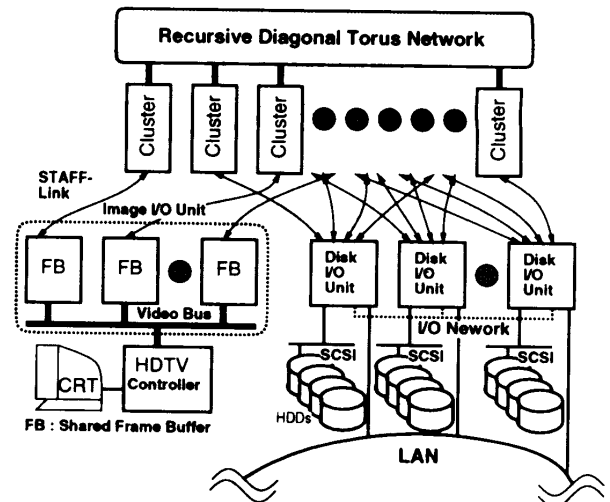 Recursive Diagonal Torus Network
Cluster
Cluster
Cluster
Cluster
STAFF-
Link
Image I/O Unit
FB
FB
FB
Video Bus
Disk
I/O
Unit
Disk
I/O
Unit
Disk
I/O
Unit
I/O Network
SCSI
SCSI
SCSI
HDDs
CRT
HDTV
Controller
FB : Shared Frame Buffer
LAN